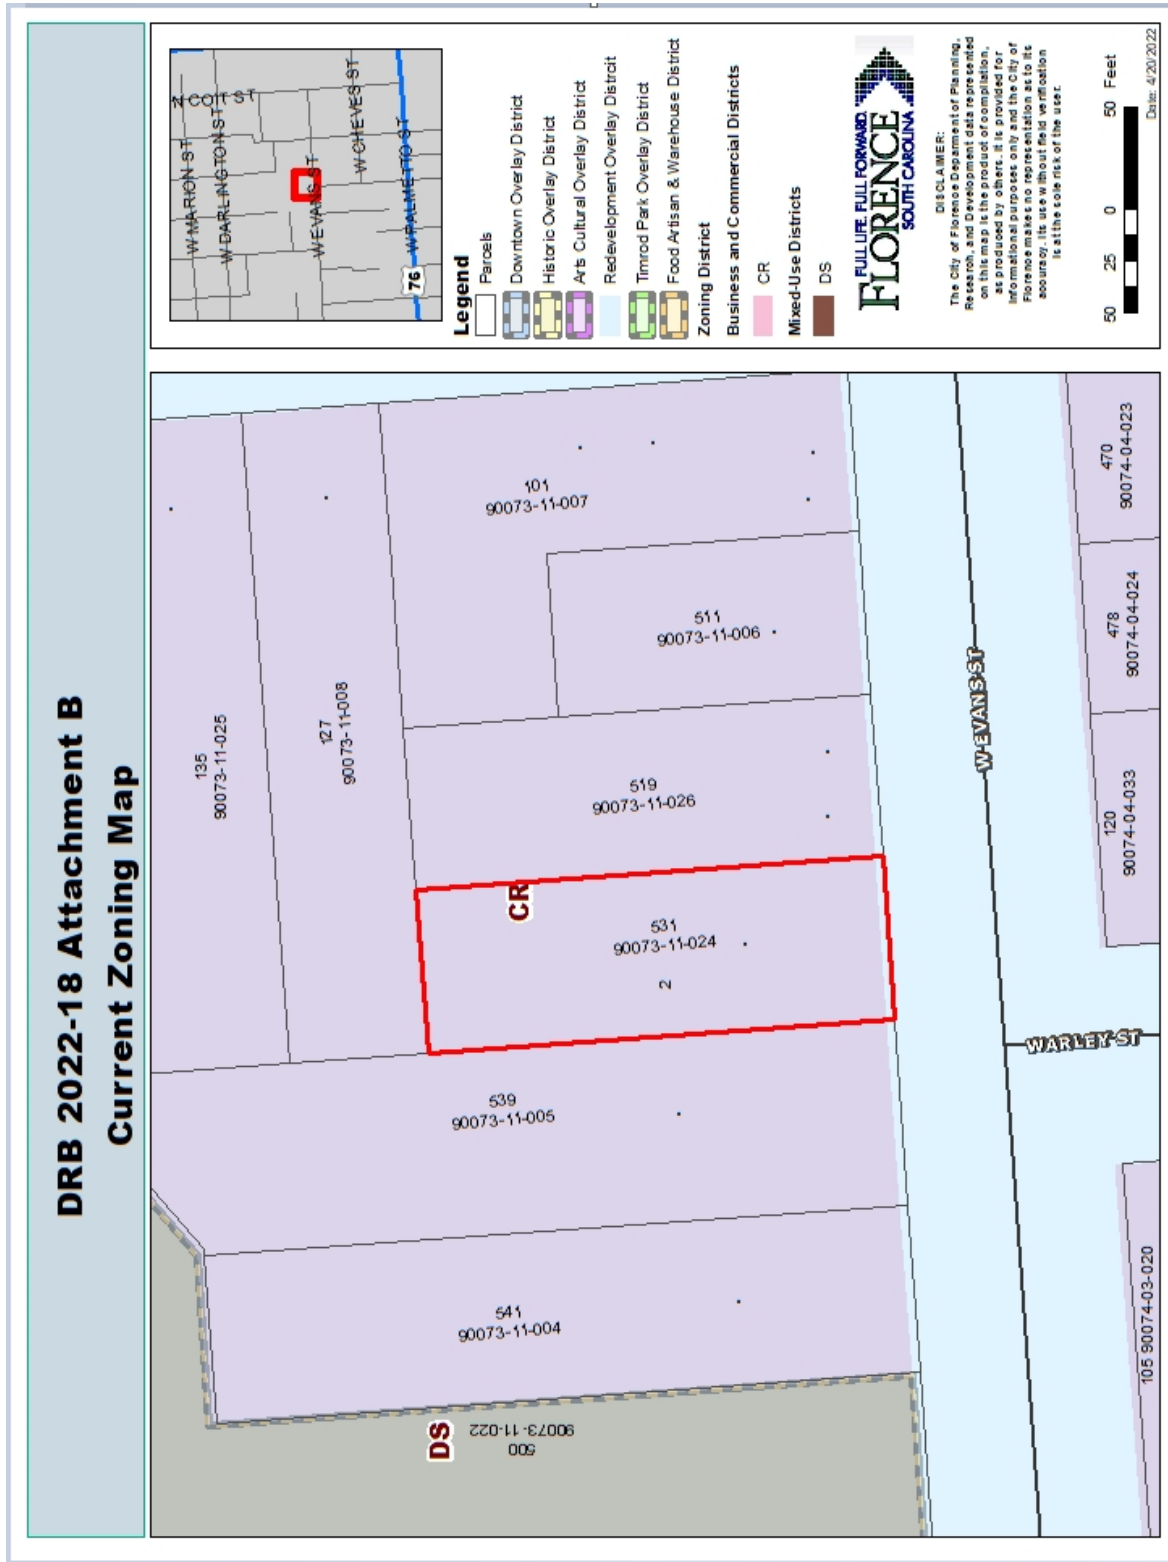 DRB 2022-18 Attachment B
Current Zoning Map
DS
500
90073-11-022
541
90073-11-004
539
90073-11-005
135
90073-11-025
127
90073-11-008
CR
531
90073-11-024
2
519
90073-11-026
511
90073-11-006
101
90073-11-007
W EVANS ST
WARLEY ST
105 90074-03-020
120
90074-04-033
478
90074-04-024
470
90074-04-023
W MARION ST
W DARLINGTON ST
N COIT ST
W EVANS ST
W CHEVES ST
W PALMETTO ST
76
Legend
Parcels
Downtown Overlay District
Historic Overlay District
Arts Cultural Overlay District
Redevelopment Overlay Distrcit
Timrod Park Overlay District
Food Artisan & Warehouse District
Zoning District
Business and Commercial Districts
CR
Mixed-Use Districts
DS
FULL LIFE. FULL FORWARD.
FLORENCE
SOUTH CAROLINA
DISCLAIMER:
The City of Florence Department of Planning,
Research, and Development data represented
on this map is the product of compilation,
as produced by others. It is provided for
informational purposes only and the City of
Florence makes no representation as to its
accuracy. Its use without field verification
is at the sole risk of the user.
50 25 0 50 Feet
Date: 4/20/2022